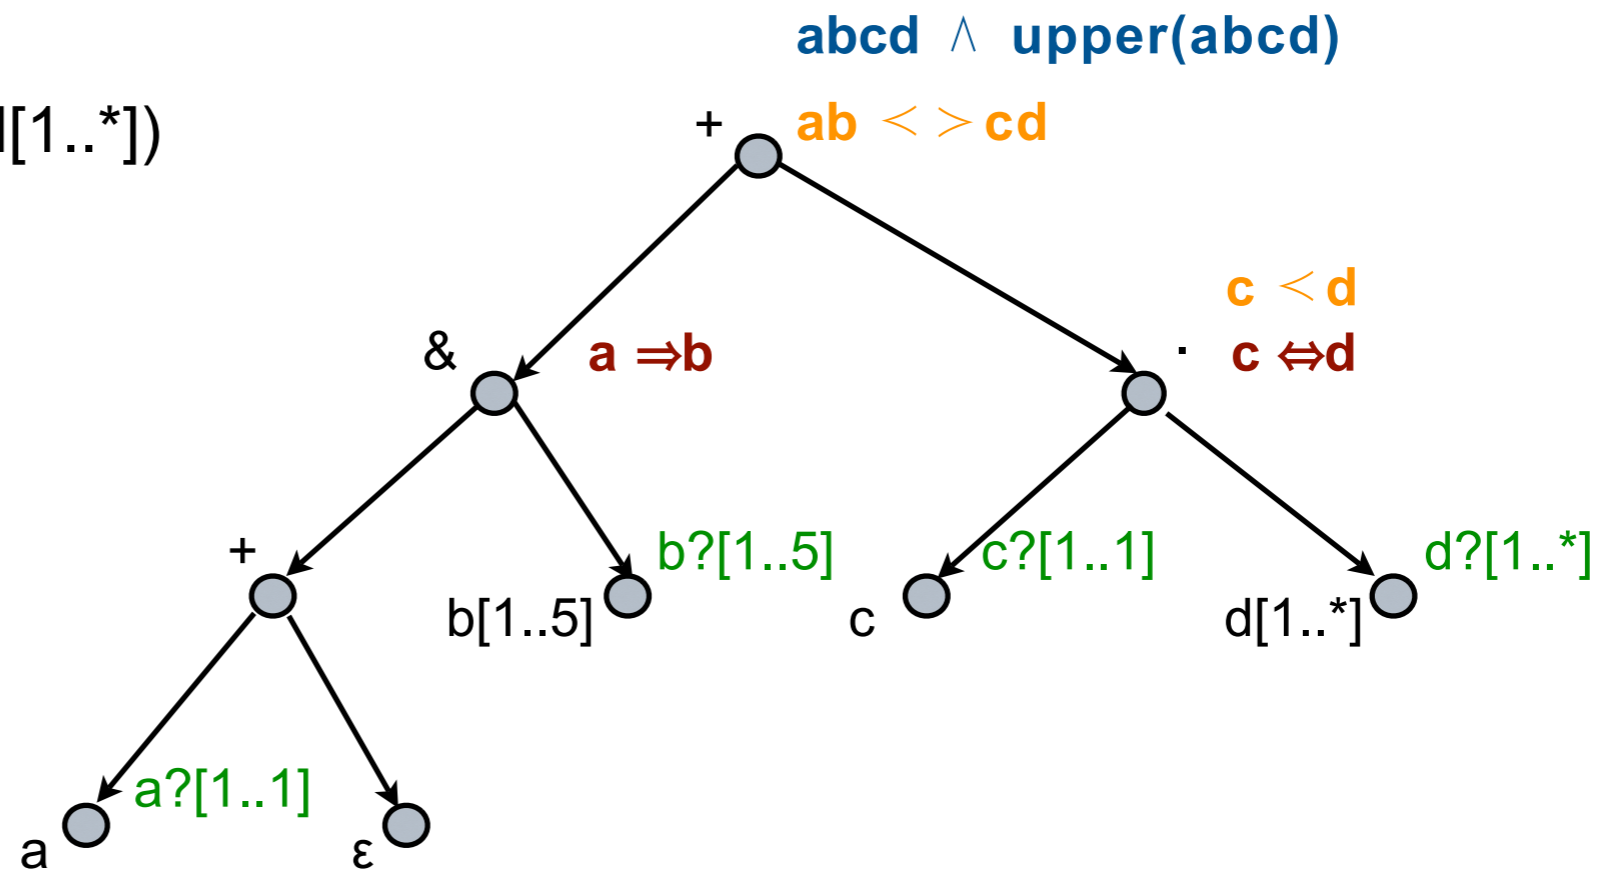 abcd ∧ upper(abcd)
[1..*])
+ ab < > cd
c < d
& a ⇒ b
· c ⇔ d
+ b?[1..5] c?[1..1] d?[1..*]
b[1..5] c d[1..*]
a?[1..1]
a ε